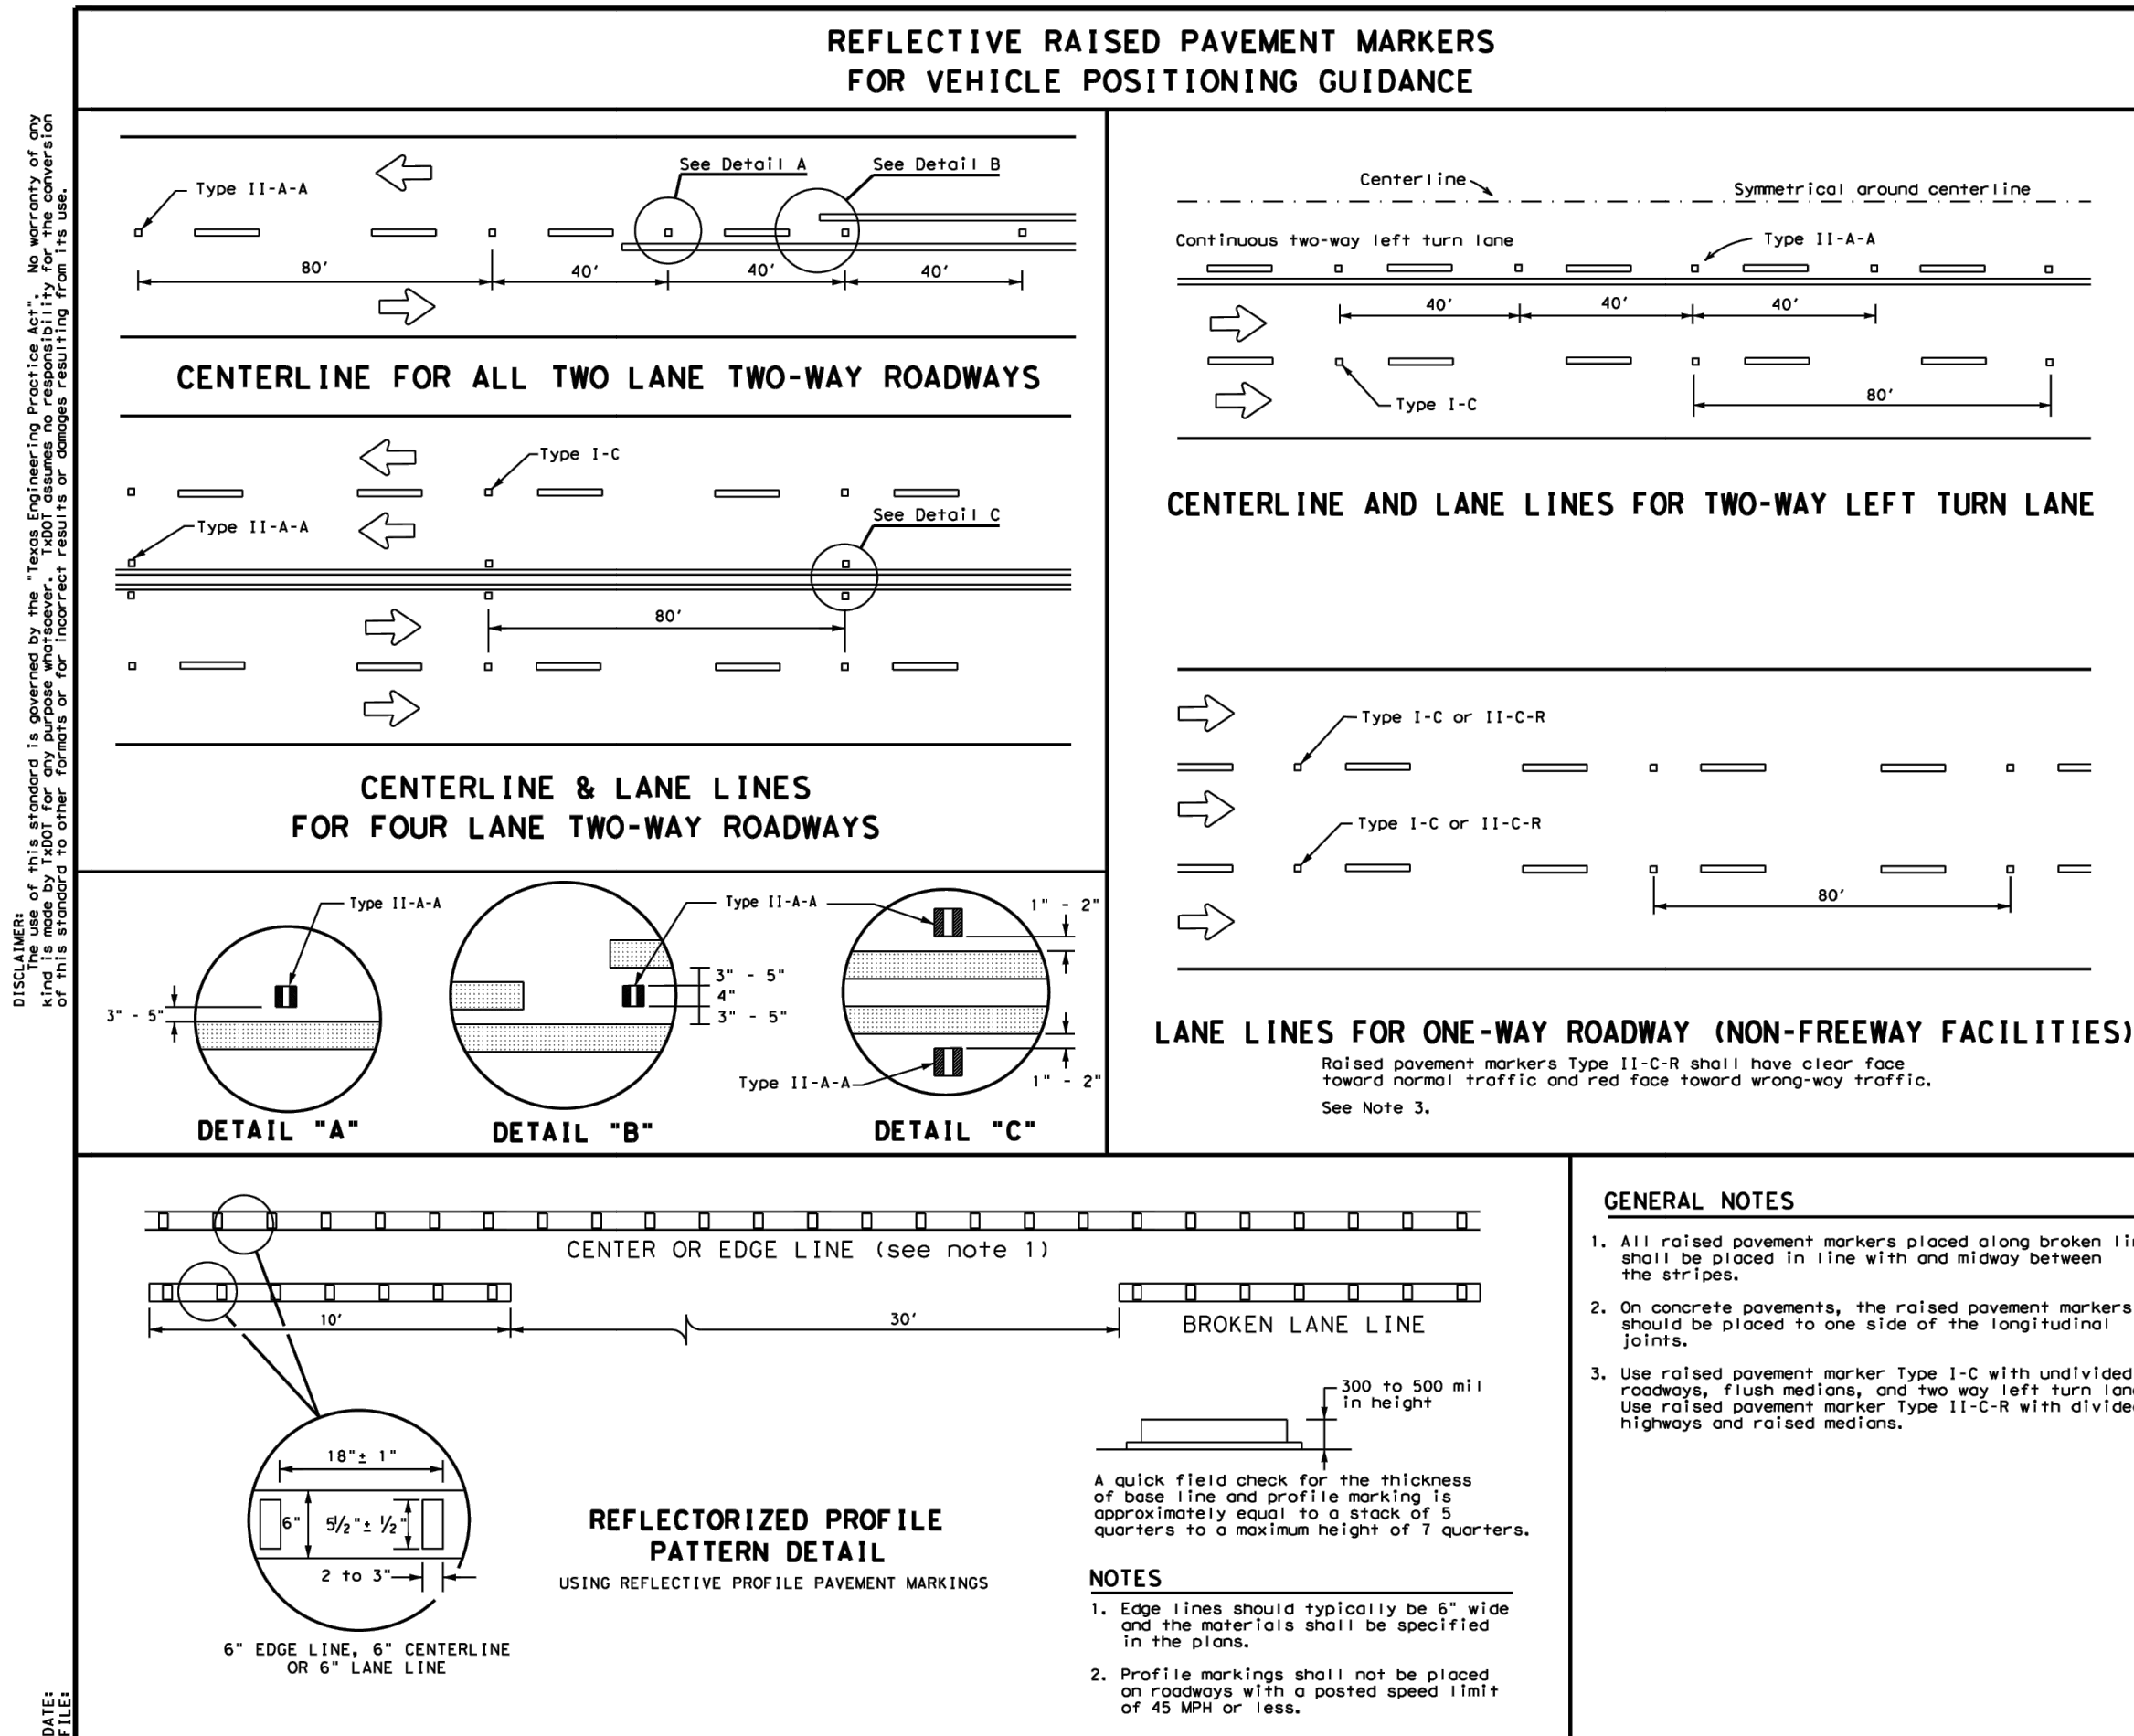 REFLECTIVE RAISED PAVEMENT MARKERS
FOR VEHICLE POSITIONING GUIDANCE
DISCLAIMER:
The use of this standard is governed by the "Texas Engineering Practice Act". No warranty of any
kind is made by TxDOT for any purpose whatsoever. TxDOT assumes no responsibility for the conversion
of this standard to other formats or for incorrect results or damages resulting from its use.
DATE:
FILE:
Type II-A-A
See Detail A
See Detail B
80'
40'
40'
40'
CENTERLINE FOR ALL TWO LANE TWO-WAY ROADWAYS
Type I-C
Type II-A-A
See Detail C
80'
CENTERLINE & LANE LINES
FOR FOUR LANE TWO-WAY ROADWAYS
Centerline
Symmetrical around centerline
Continuous two-way left turn lane
Type II-A-A
40'
40'
40'
Type I-C
80'
CENTERLINE AND LANE LINES FOR TWO-WAY LEFT TURN LANE
Type I-C or II-C-R
Type I-C or II-C-R
80'
LANE LINES FOR ONE-WAY ROADWAY (NON-FREEWAY FACILITIES)
Raised pavement markers Type II-C-R shall have clear face
toward normal traffic and red face toward wrong-way traffic.
See Note 3.
Type II-A-A
3" - 5"
DETAIL "A"
Type II-A-A
3" - 5"
4"
3" - 5"
DETAIL "B"
1" - 2"
Type II-A-A
1" - 2"
DETAIL "C"
CENTER OR EDGE LINE (see note 1)
10'
30'
BROKEN LANE LINE
18"± 1"
6"
5½"± ½"
2 to 3"
6" EDGE LINE, 6" CENTERLINE
OR 6" LANE LINE
REFLECTORIZED PROFILE
PATTERN DETAIL
USING REFLECTIVE PROFILE PAVEMENT MARKINGS
300 to 500 mil
in height
A quick field check for the thickness
of base line and profile marking is
approximately equal to a stack of 5
quarters to a maximum height of 7 quarters.
NOTES
1. Edge lines should typically be 6" wide
and the materials shall be specified
in the plans.
2. Profile markings shall not be placed
on roadways with a posted speed limit
of 45 MPH or less.
GENERAL NOTES
1. All raised pavement markers placed along broken
shall be placed in line with and midway between
the stripes.
2. On concrete pavements, the raised pavement markers
should be placed to one side of the longitudinal
joints.
3. Use raised pavement marker Type I-C with undivided
roadways, flush medians, and two way left turn
Use raised pavement marker Type II-C-R with
highways and raised medians.